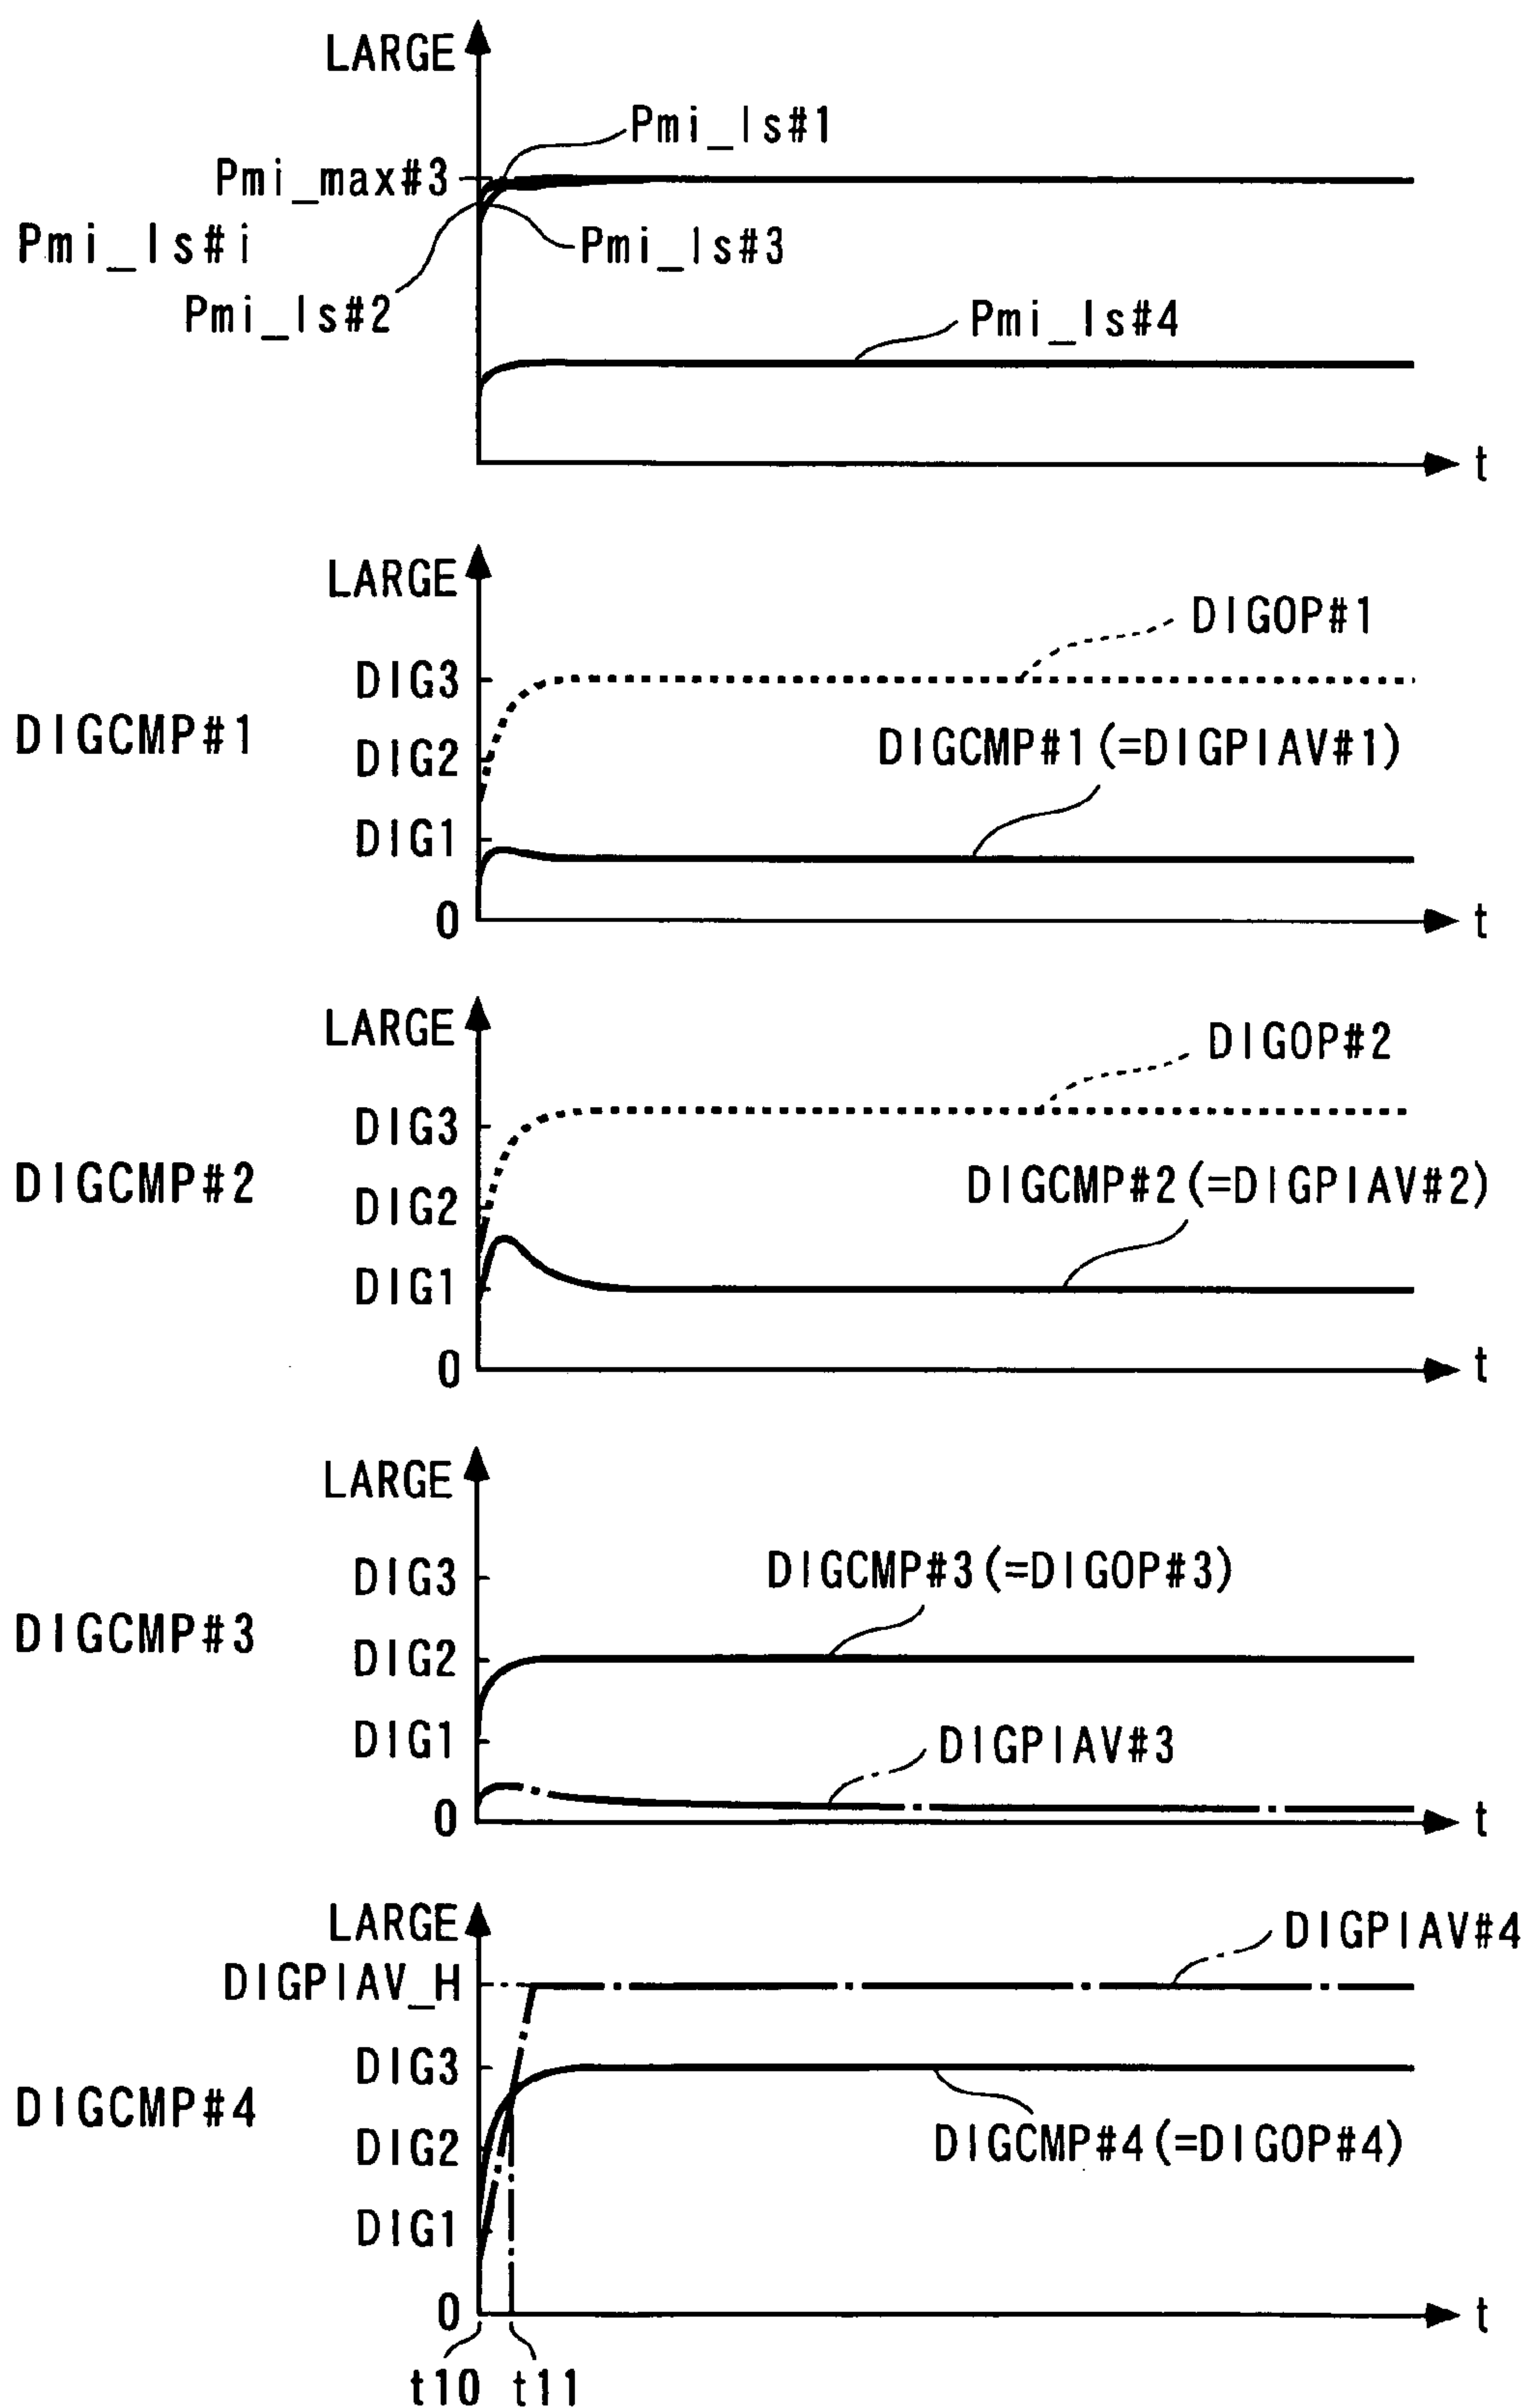 LARGE
Pmi_ls#1
Pmi_max#3
Pmi_ls#i
Pmi_ls#3
Pmi_ls#2
Pmi_ls#4
t
LARGE
DIGOP#1
DIG3
DIGCMP#1
DIG2
DIGCMP#1(=DIGPIAV#1)
DIG1
0
t
LARGE
DIGOP#2
DIG3
DIGCMP#2
DIGCMP#2(=DIGPIAV#2)
DIG2
DIG1
0
t
LARGE
DIG3
DIGCMP#3(=DIGOP#3)
DIGCMP#3
DIG2
DIG1
DIGPIAV#3
0
t
LARGE
DIGPIAV#4
DIGPIAV_H
DIG3
DIGCMP#4
DIG2
DIGCMP#4(=DIGOP#4)
DIG1
0
t
t10 t11